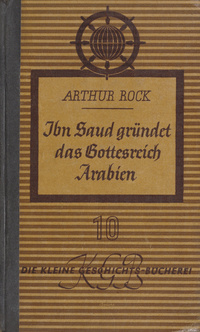 ARTHUR ROCK
Ibn Saud gründet
das Gottesreich
Arabien
10
KGB
DIE KLEINE GESCHICHTS-BÜCHEREI